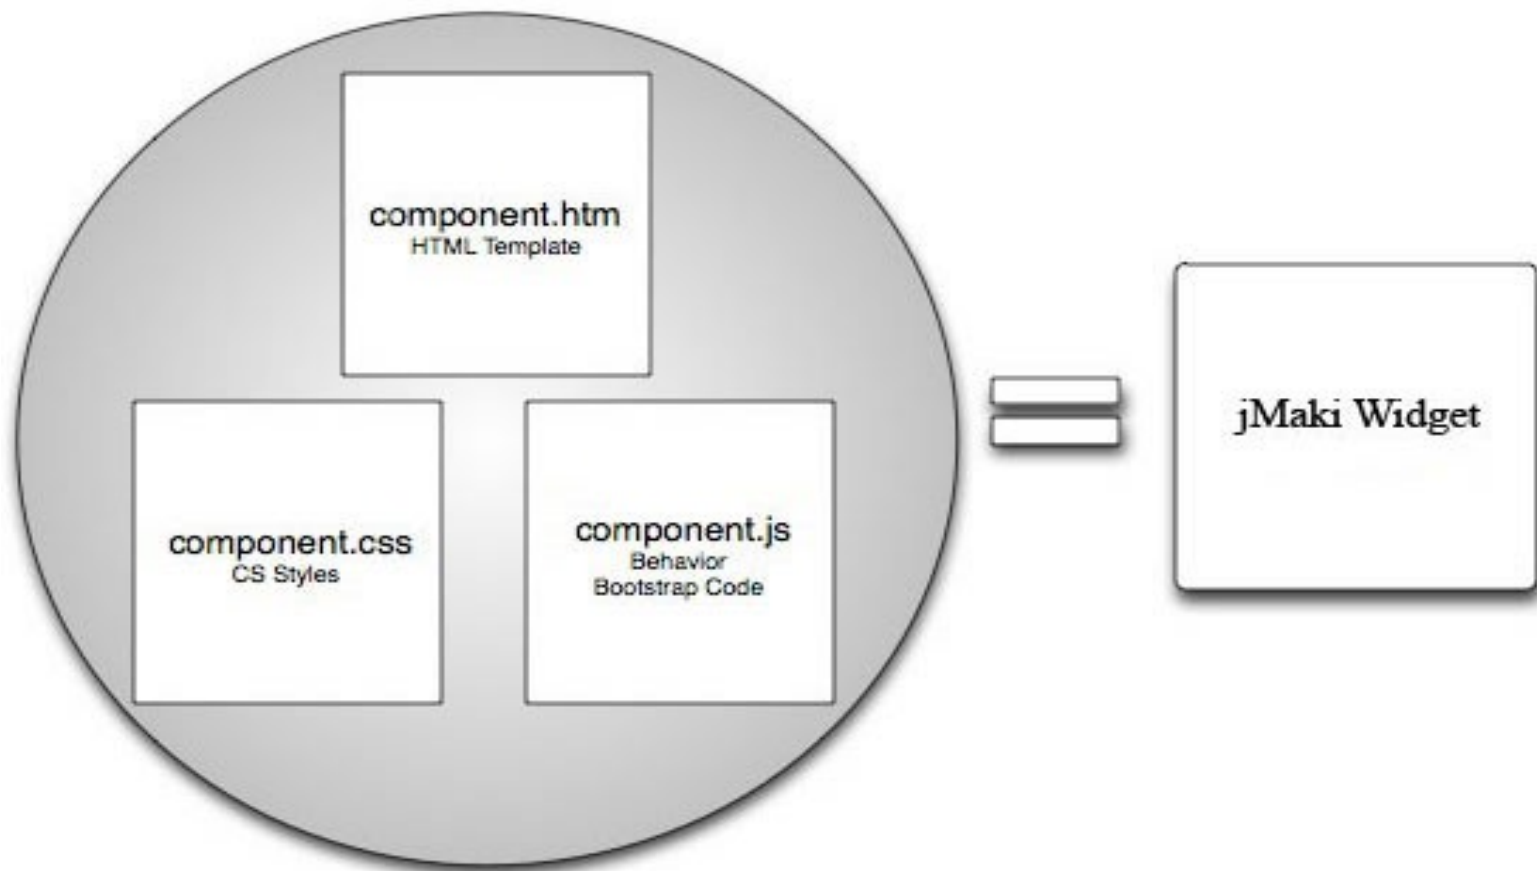 component.htm
HTML Template
component.css
CS Styles
component.js
Behavior
Bootstrap Code
jMaki Widget